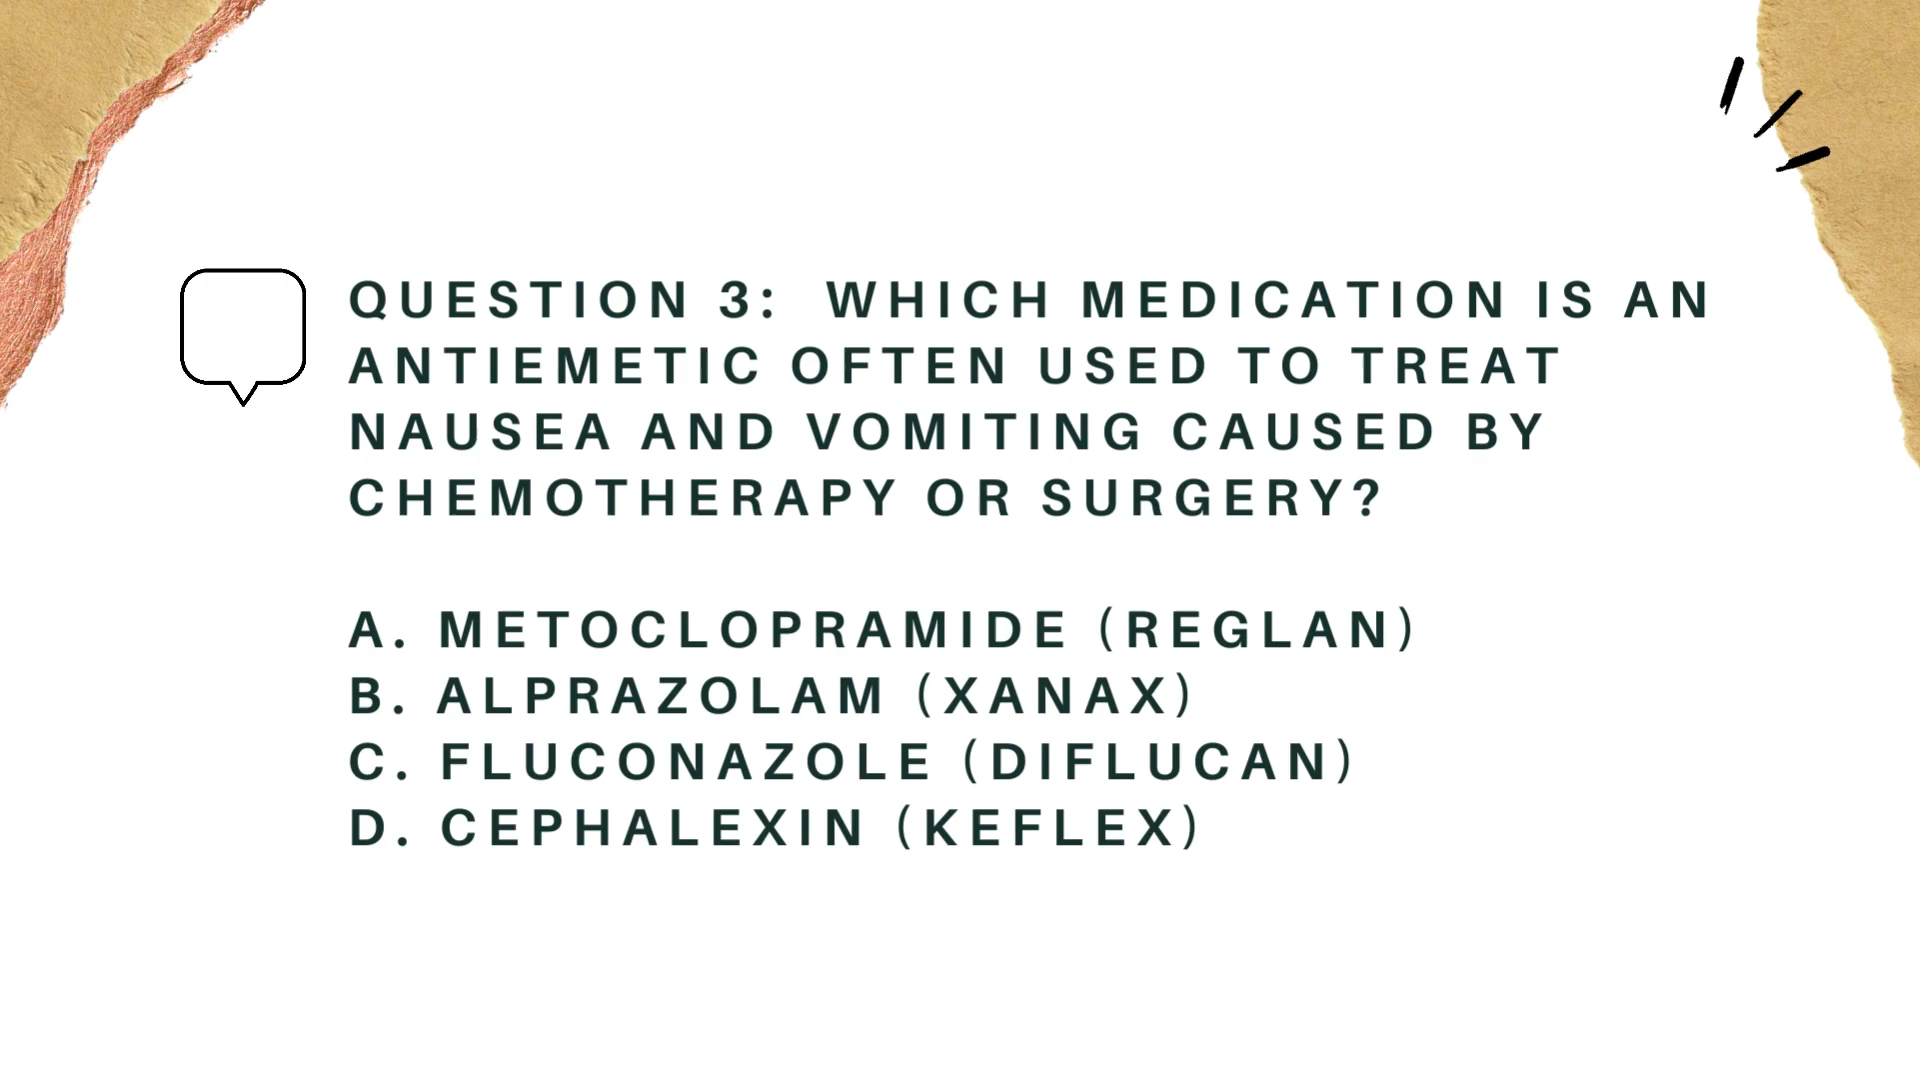 QUESTION 3: WHICH MEDICATION IS AN
ANTIEMETIC OFTEN USED TO TREAT
NAUSEA AND VOMITING CAUSED BY
CHEMOTHERAPY OR SURGERY?
A. METOCLOPRAMIDE (REGLAN)
B. ALPRAZOLAM (XANAX)
C. FLUCONAZOLE (DIFLUCAN)
D. CEPHALEXIN (KEFLEX)